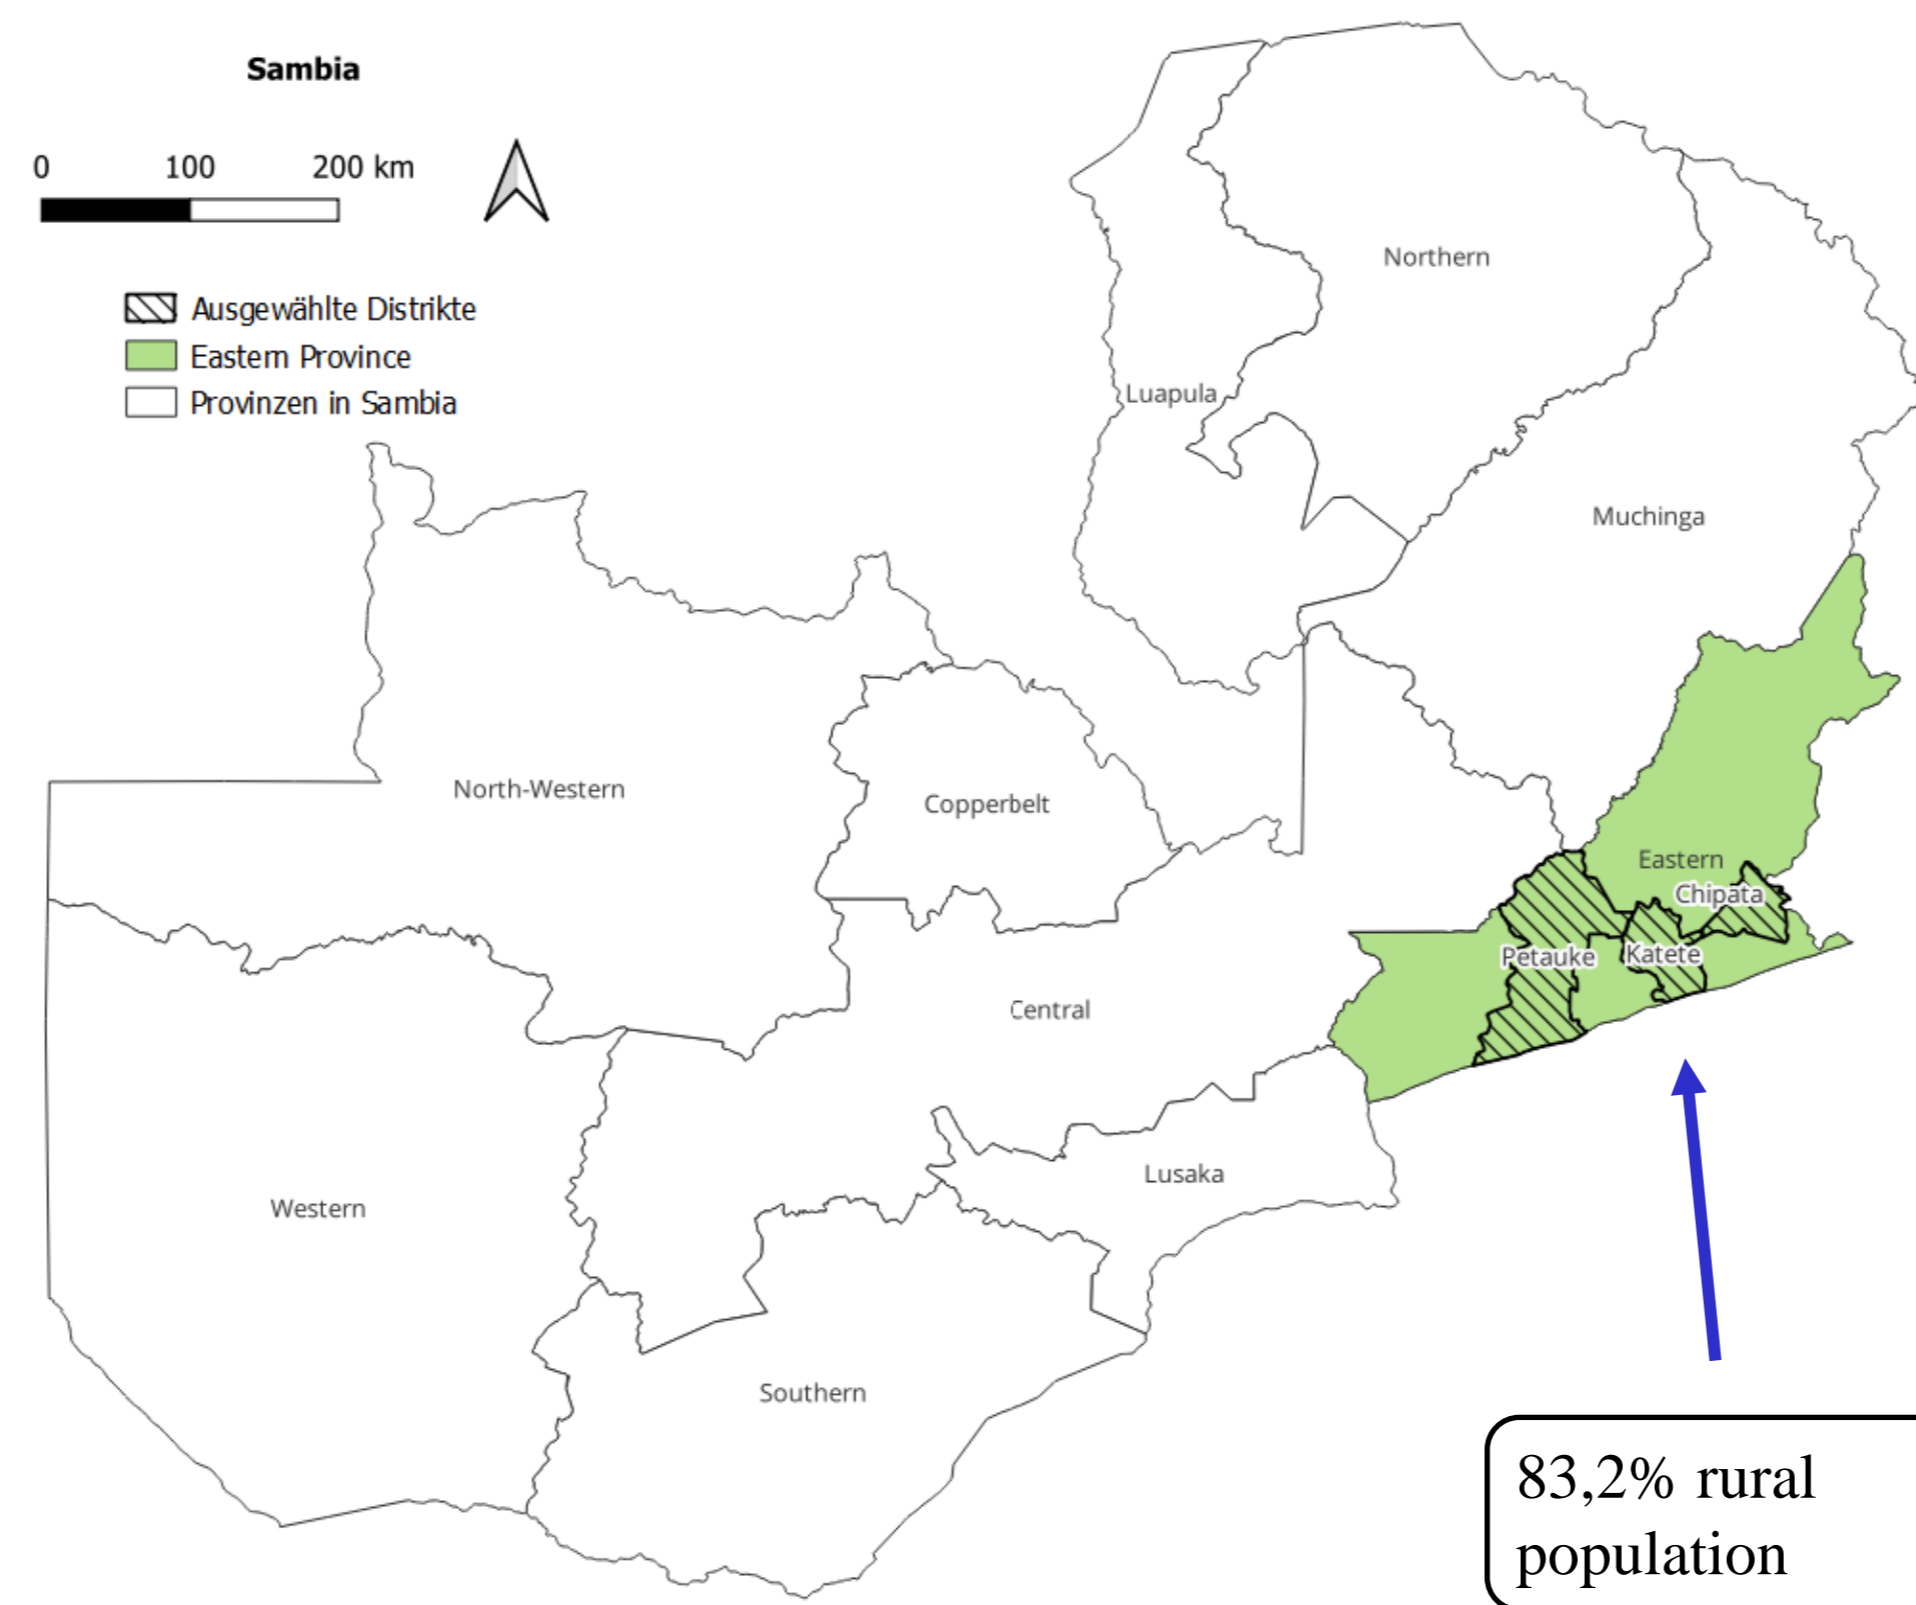 Sambia
0 100 200 km
Ausgewählte Distrikte
Eastern Province
Provinzen in Sambia
Northern
Luapula
Muchinga
North-Western
Copperbelt
Eastern
Chipata
Petauke
Katete
Central
Lusaka
Western
Southern
83,2% rural
population